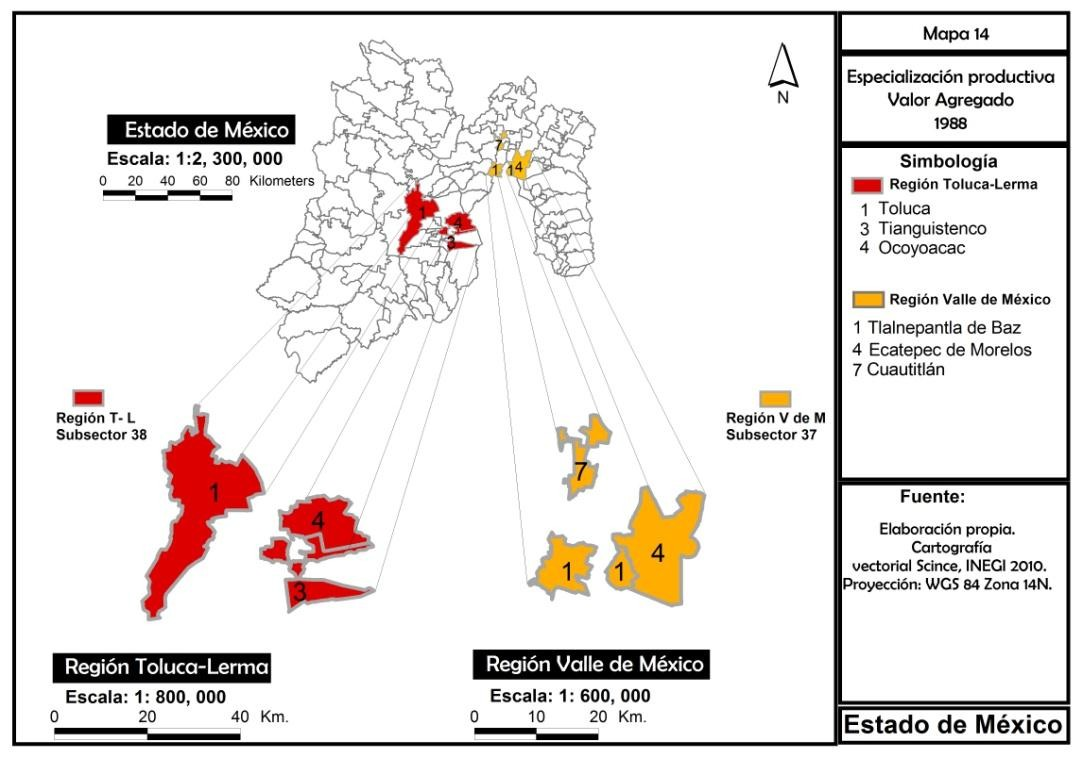 Mapa 14
Especialización productiva
Valor Agregado
1988
Simbología
Región Toluca-Lerma
1 Toluca
3 Tianguistenco
4 Ocoyoacac
Región Valle de México
1 Tlalnepantla de Baz
4 Ecatepec de Morelos
7 Cuautitlán
Fuente:
Elaboración propia.
Cartografía
vectorial Scince, INEGI 2010.
Proyección: WGS 84 Zona 14N.
Estado de México
N
Estado de México
Escala: 1:2, 300, 000
0 20 40 60 80 Kilometers
7
1 1 4
1
4
3
Región T- L
Subsector 38
Región V de M
Subsector 37
1
4
3
7
1
1
4
Región Toluca-Lerma
Escala: 1: 800, 000
0 20 40 Km.
Región Valle de México
Escala: 1: 600, 000
0 10 20 Km.